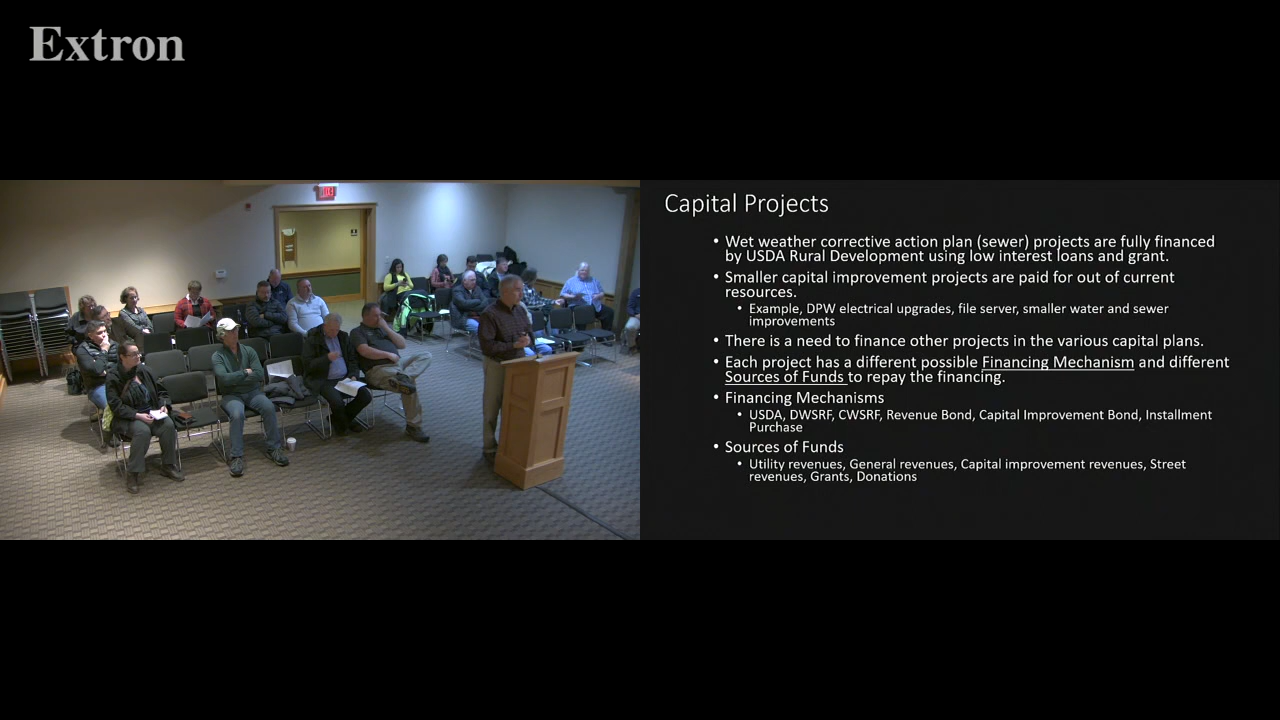 Extron
EXIT
Capital Projects
• Wet weather corrective action plan (sewer) projects are fully financed
by USDA Rural Development using low interest loans and grant.
• Smaller capital improvement projects are paid for out of current
resources.
• Example, DPW electrical upgrades, file server, smaller water and sewer
improvements
• There is a need to finance other projects in the various capital plans.
• Each project has a different possible Financing Mechanism and different
Sources of Funds to repay the financing.
• Financing Mechanisms
• USDA, DWSRF, CWSRF, Revenue Bond, Capital Improvement Bond, Installment
Purchase
• Sources of Funds
• Utility revenues, General revenues, Capital improvement revenues, Street
revenues, Grants, Donations